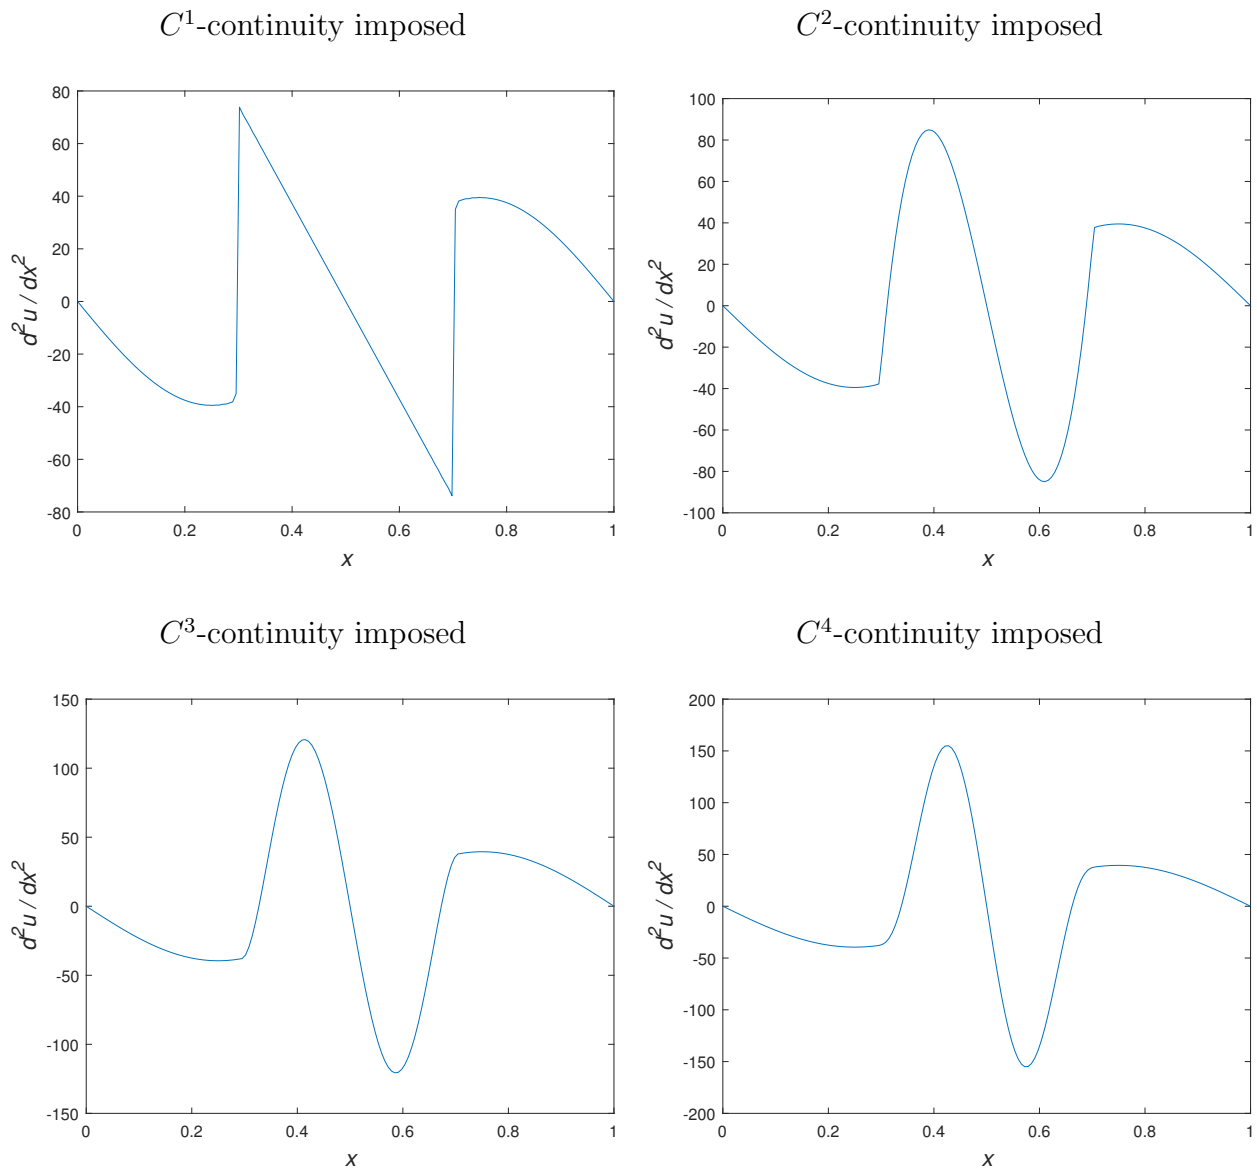 C¹-continuity imposed
80
60
40
20
0
-20
-40
-60
-80
d²u / dx²
0 0.2 0.4 0.6 0.8 1
x
C²-continuity imposed
100
80
60
40
20
0
-20
-40
-60
-80
-100
d²u / dx²
0 0.2 0.4 0.6 0.8 1
x
C³-continuity imposed
150
100
50
0
-50
-100
-150
d²u / dx²
0 0.2 0.4 0.6 0.8 1
x
C⁴-continuity imposed
200
150
100
50
0
-50
-100
-150
-200
d²u / dx²
0 0.2 0.4 0.6 0.8 1
x